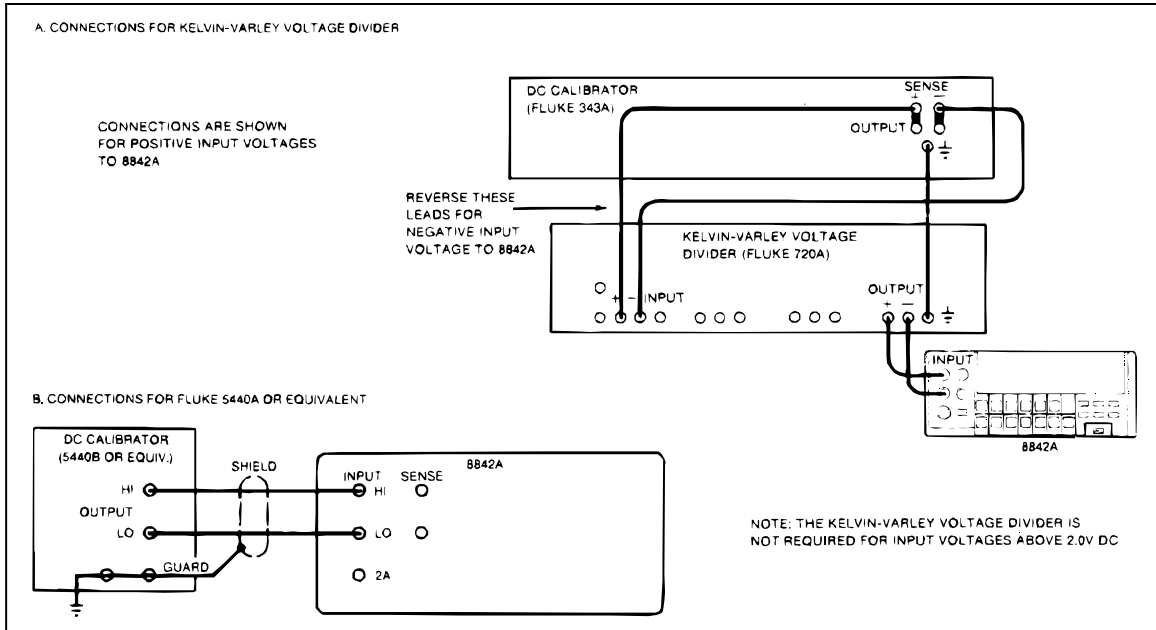 A. CONNECTIONS FOR KELVIN-VARLEY VOLTAGE DIVIDER
CONNECTIONS ARE SHOWN
FOR POSITIVE INPUT VOLTAGES
TO 8842A
DC CALIBRATOR
(FLUKE 343A)
SENSE
+ −
OUTPUT
REVERSE THESE
LEADS FOR
NEGATIVE INPUT
VOLTAGE TO 8842A
KELVIN-VARLEY VOLTAGE
DIVIDER (FLUKE 720A)
+ − INPUT
OUTPUT
+ −
INPUT
8842A
B. CONNECTIONS FOR FLUKE 5440A OR EQUIVALENT
DC CALIBRATOR
(5440B OR EQUIV.)
HI
OUTPUT
LO
GUARD
SHIELD
8842A
INPUT SENSE
HI
LO
2A
NOTE: THE KELVIN-VARLEY VOLTAGE DIVIDER IS
NOT REQUIRED FOR INPUT VOLTAGES ABOVE 2.0V DC